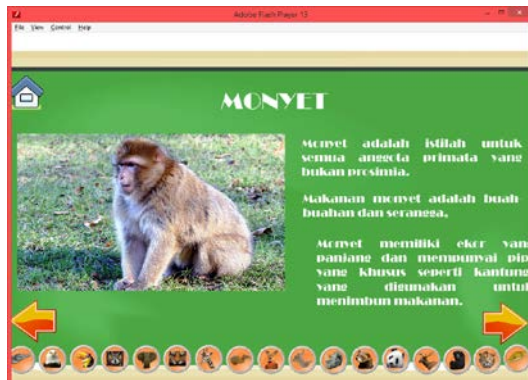 Adobe Flash Player 13
File View Control Help
MONYET
Monyet adalah istilah untuk
semua anggota primata yang
bukan prosimia.
Makanan monyet adalah buah -
buahan dan serangga,
Monyet memiliki ekor yang
panjang dan mempunyai pip
yang khusus seperti kantung
yang digunakan untuk
menimbun makanan.